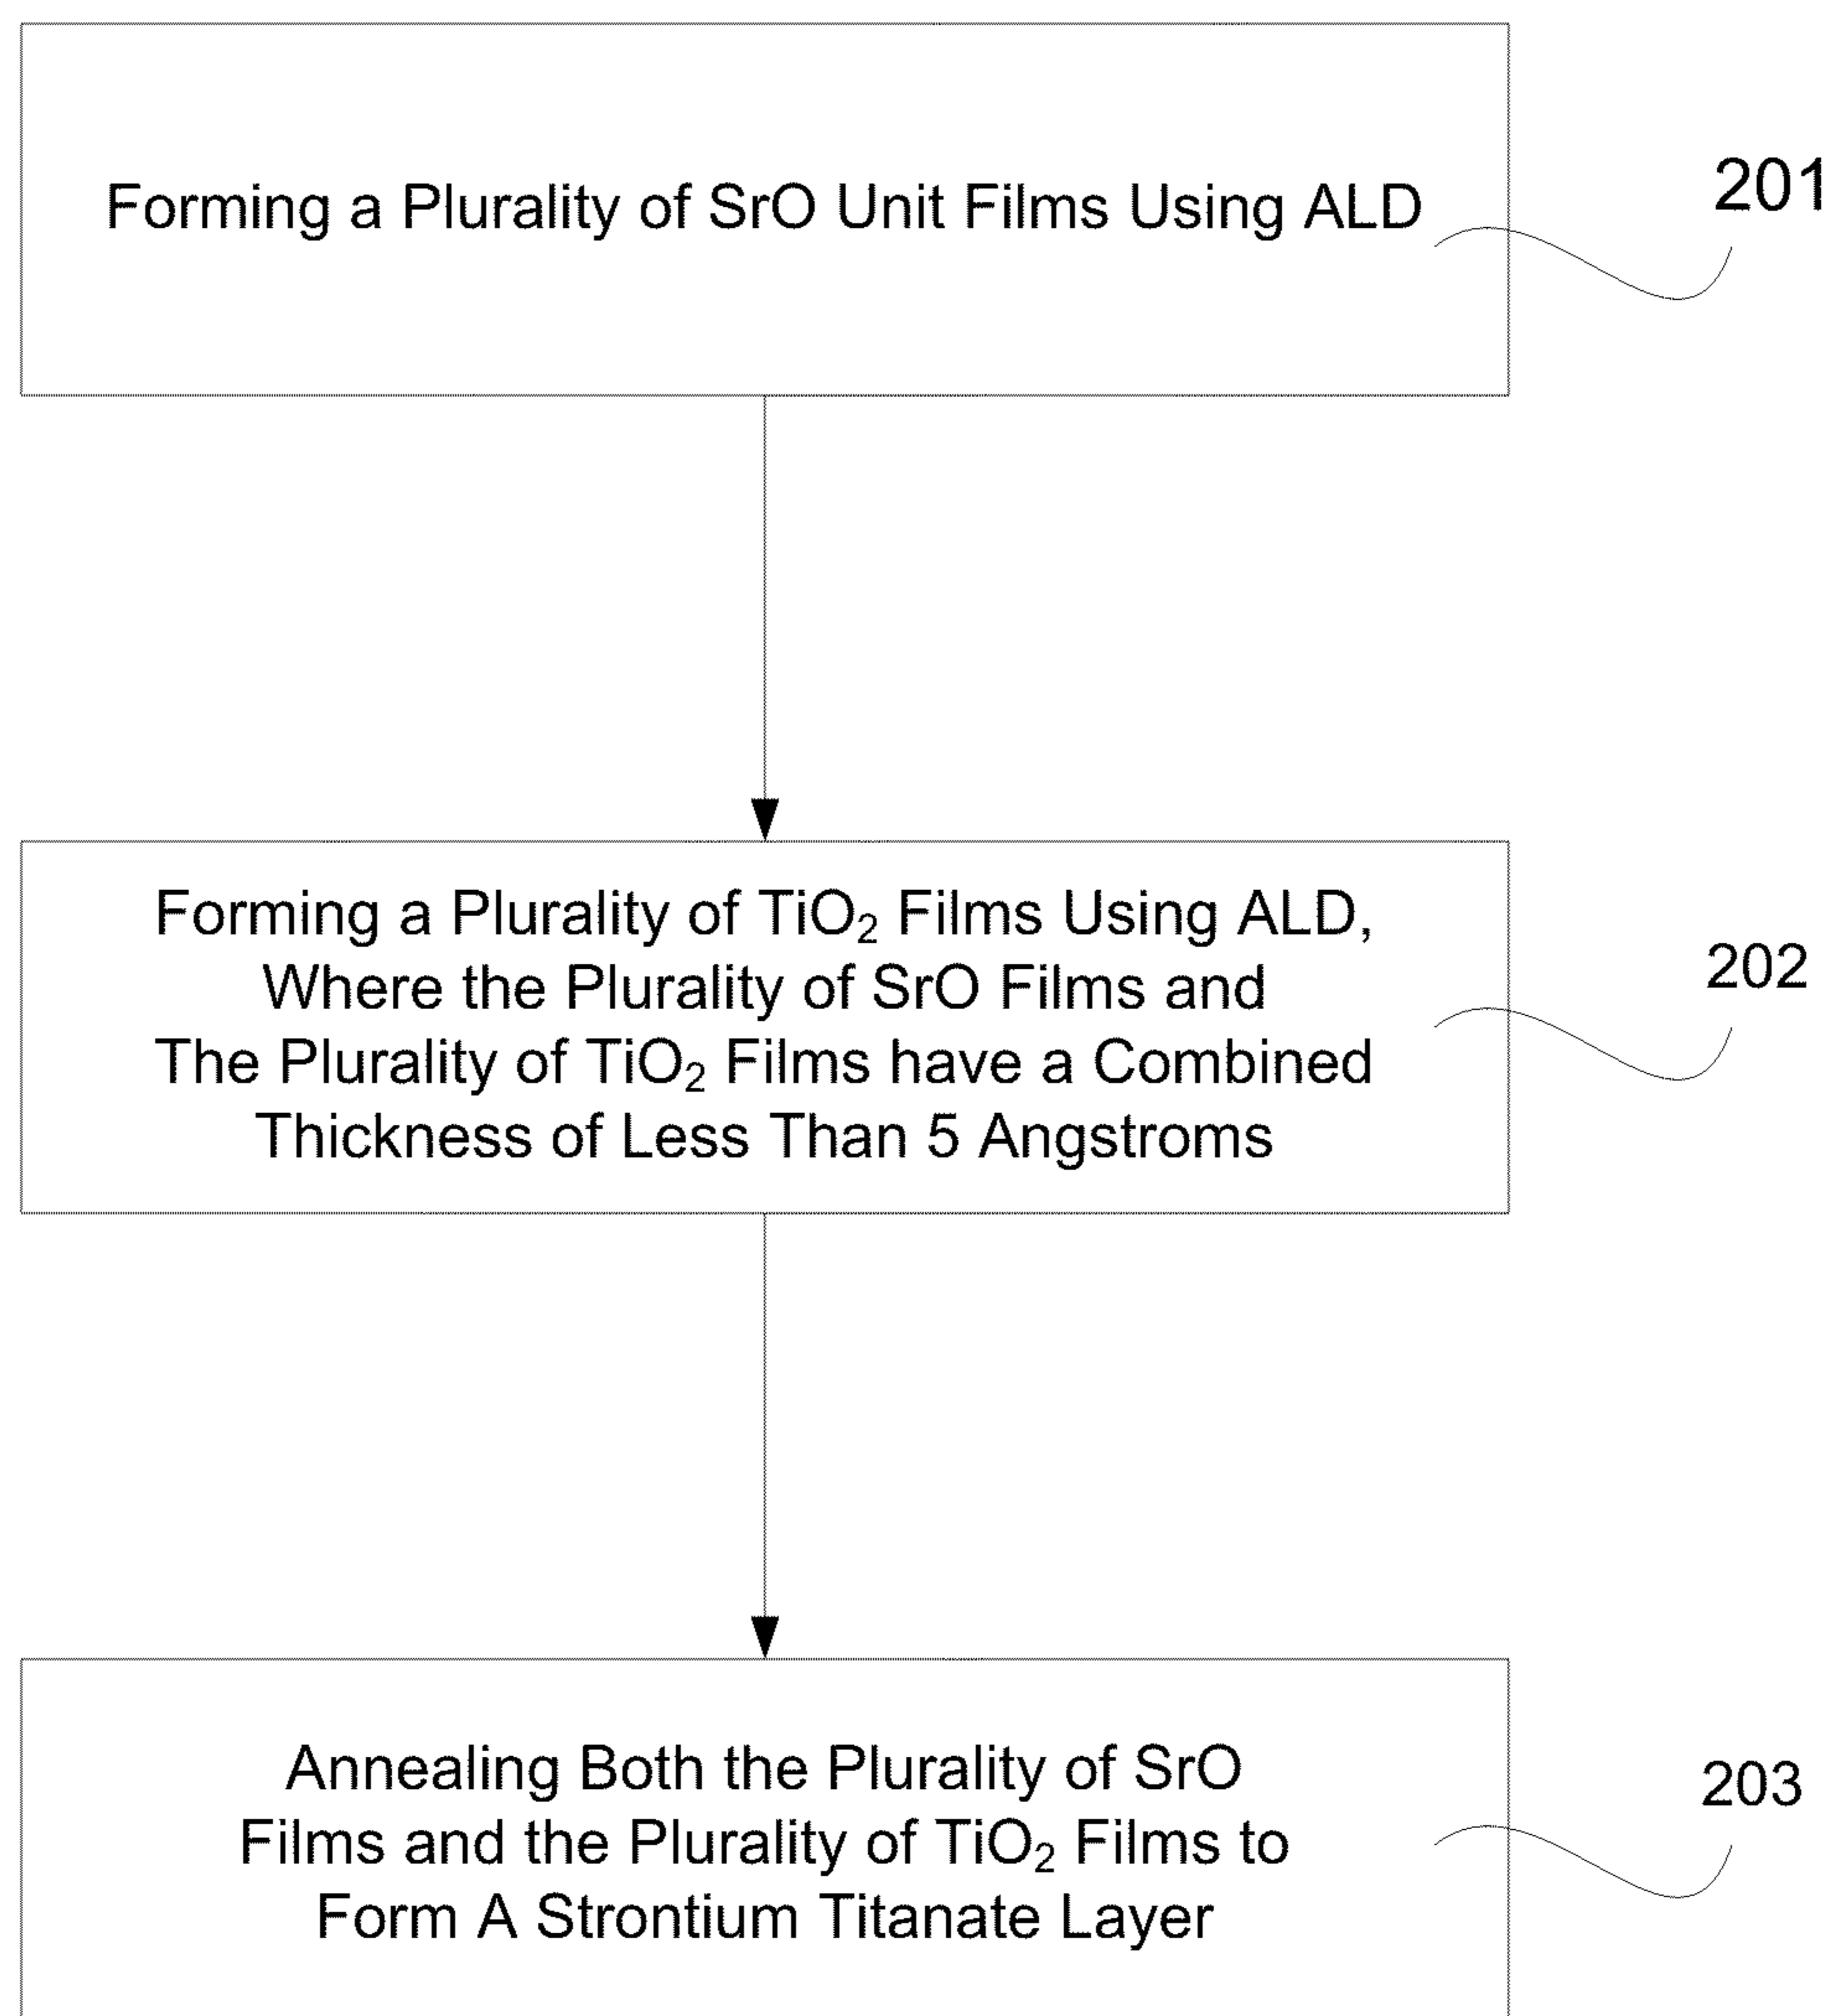 Forming a Plurality of SrO Unit Films Using ALD
201
Forming a Plurality of TiO₂ Films Using ALD,
Where the Plurality of SrO Films and
The Plurality of TiO₂ Films have a Combined
Thickness of Less Than 5 Angstroms
202
Annealing Both the Plurality of SrO
Films and the Plurality of TiO₂ Films to
Form A Strontium Titanate Layer
203